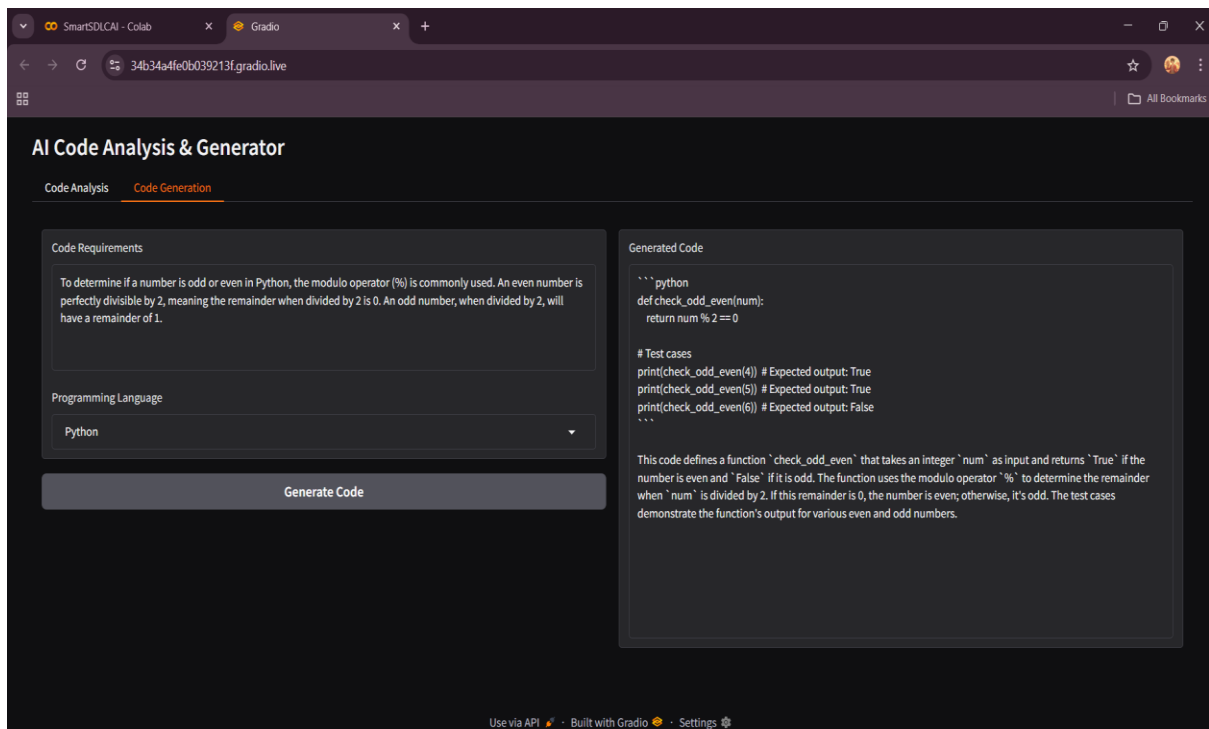 SmartSDLCAI - Colab
Gradio
34b34a4fe0b039213f.gradio.live
All Bookmarks
AI Code Analysis & Generator
Code Analysis
Code Generation
Code Requirements
To determine if a number is odd or even in Python, the modulo operator (%) is commonly used. An even number is
perfectly divisible by 2, meaning the remainder when divided by 2 is 0. An odd number, when divided by 2, will
have a remainder of 1.
Programming Language
Python
Generate Code
Generated Code
```python
def check_odd_even(num):
    return num % 2 == 0
# Test cases
print(check_odd_even(4))  # Expected output: True
print(check_odd_even(5))  # Expected output: True
print(check_odd_even(6))  # Expected output: False
```
This code defines a function `check_odd_even` that takes an integer `num` as input and returns `True` if the
number is even and `False` if it is odd. The function uses the modulo operator `%` to determine the remainder
when `num` is divided by 2. If this remainder is 0, the number is even; otherwise, it's odd. The test cases
demonstrate the function's output for various even and odd numbers.
Use via API · Built with Gradio · Settings